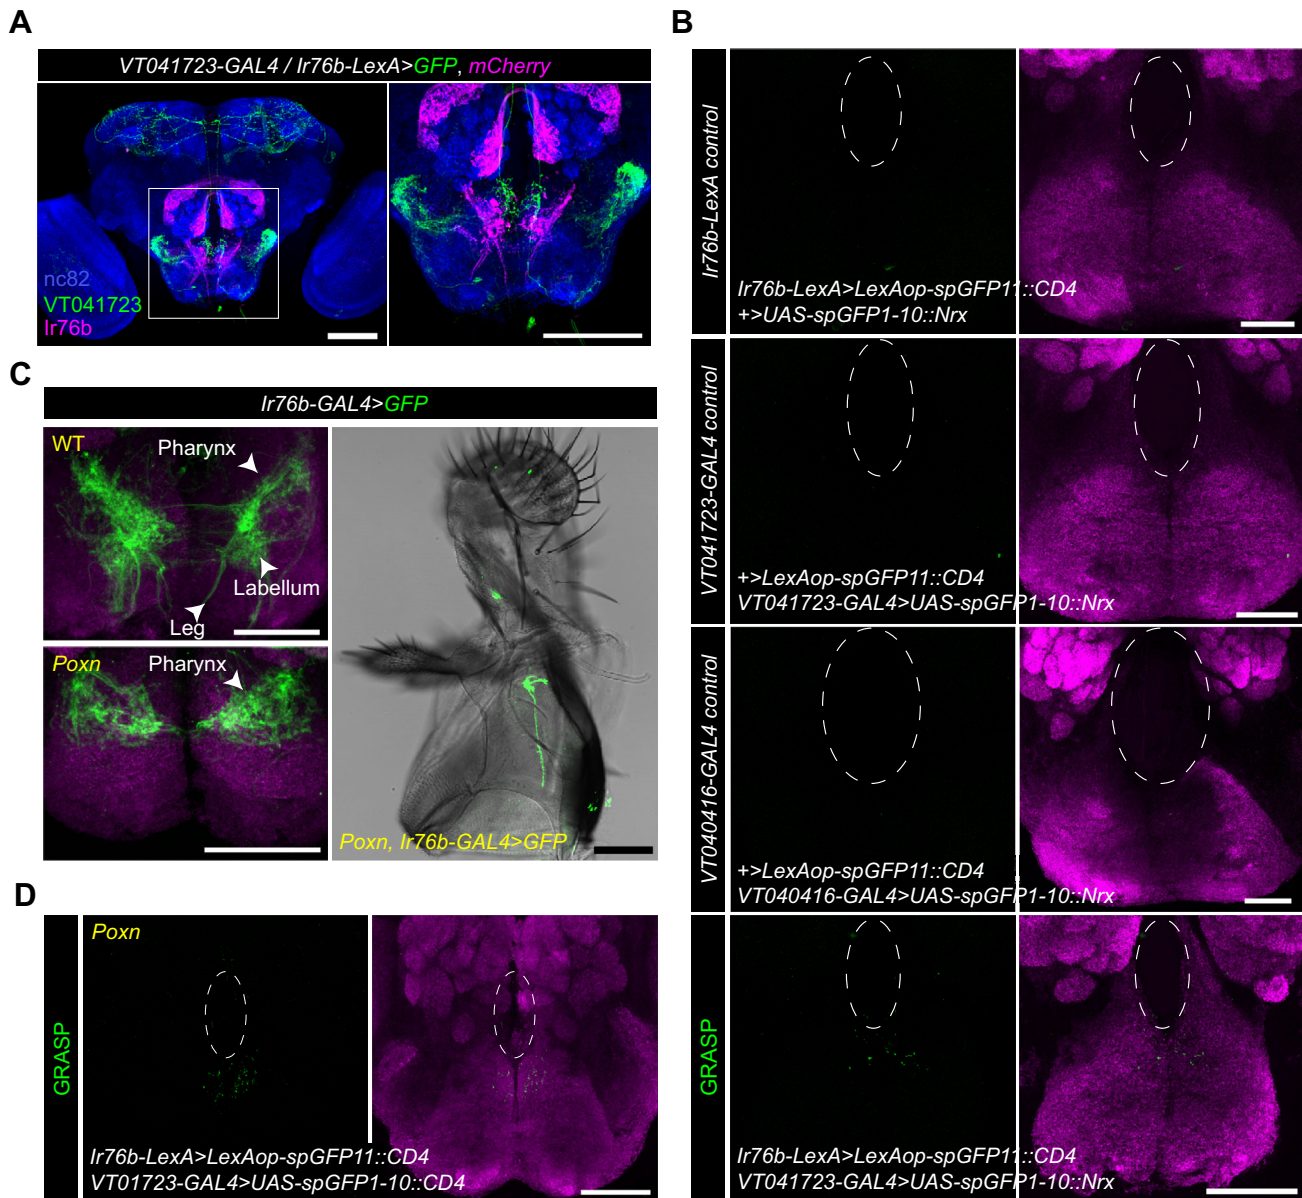 A
VT041723-GAL4 / Ir76b-LexA>GFP, mCherry
nc82
VT041723
Ir76b
B
Ir76b-LexA control
Ir76b-LexA>LexAop-spGFP11::CD4
+>UAS-spGFP1-10::Nrx
VT041723-GAL4 control
+>LexAop-spGFP11::CD4
VT041723-GAL4>UAS-spGFP1-10::Nrx
VT040416-GAL4 control
+>LexAop-spGFP11::CD4
VT040416-GAL4>UAS-spGFP1-10::Nrx
GRASP
Ir76b-LexA>LexAop-spGFP11::CD4
VT041723-GAL4>UAS-spGFP1-10::Nrx
C
Ir76b-GAL4>GFP
WT
Pharynx
Labellum
Leg
Poxn
Pharynx
Poxn, Ir76b-GAL4>GFP
D
GRASP
Poxn
Ir76b-LexA>LexAop-spGFP11::CD4
VT01723-GAL4>UAS-spGFP1-10::CD4